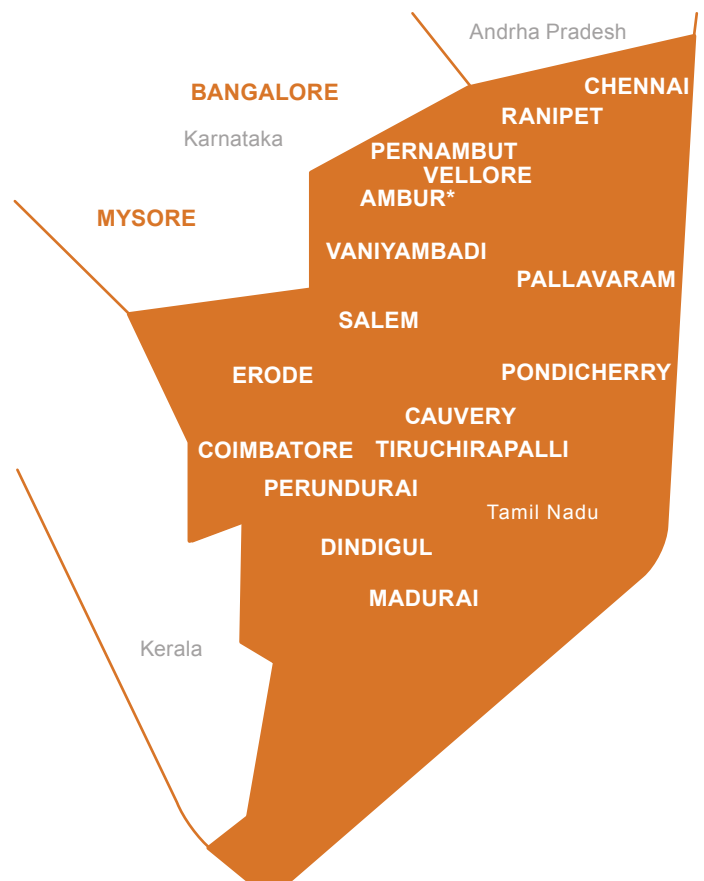 Andrha Pradesh
CHENNAI
BANGALORE
RANIPET
Karnataka
PERNAMBUT
VELLORE
AMBUR*
MYSORE
VANIYAMBADI
PALLAVARAM
SALEM
ERODE
PONDICHERRY
CAUVERY
COIMBATORE
TIRUCHIRAPALLI
PERUNDURAI
Tamil Nadu
DINDIGUL
MADURAI
Kerala